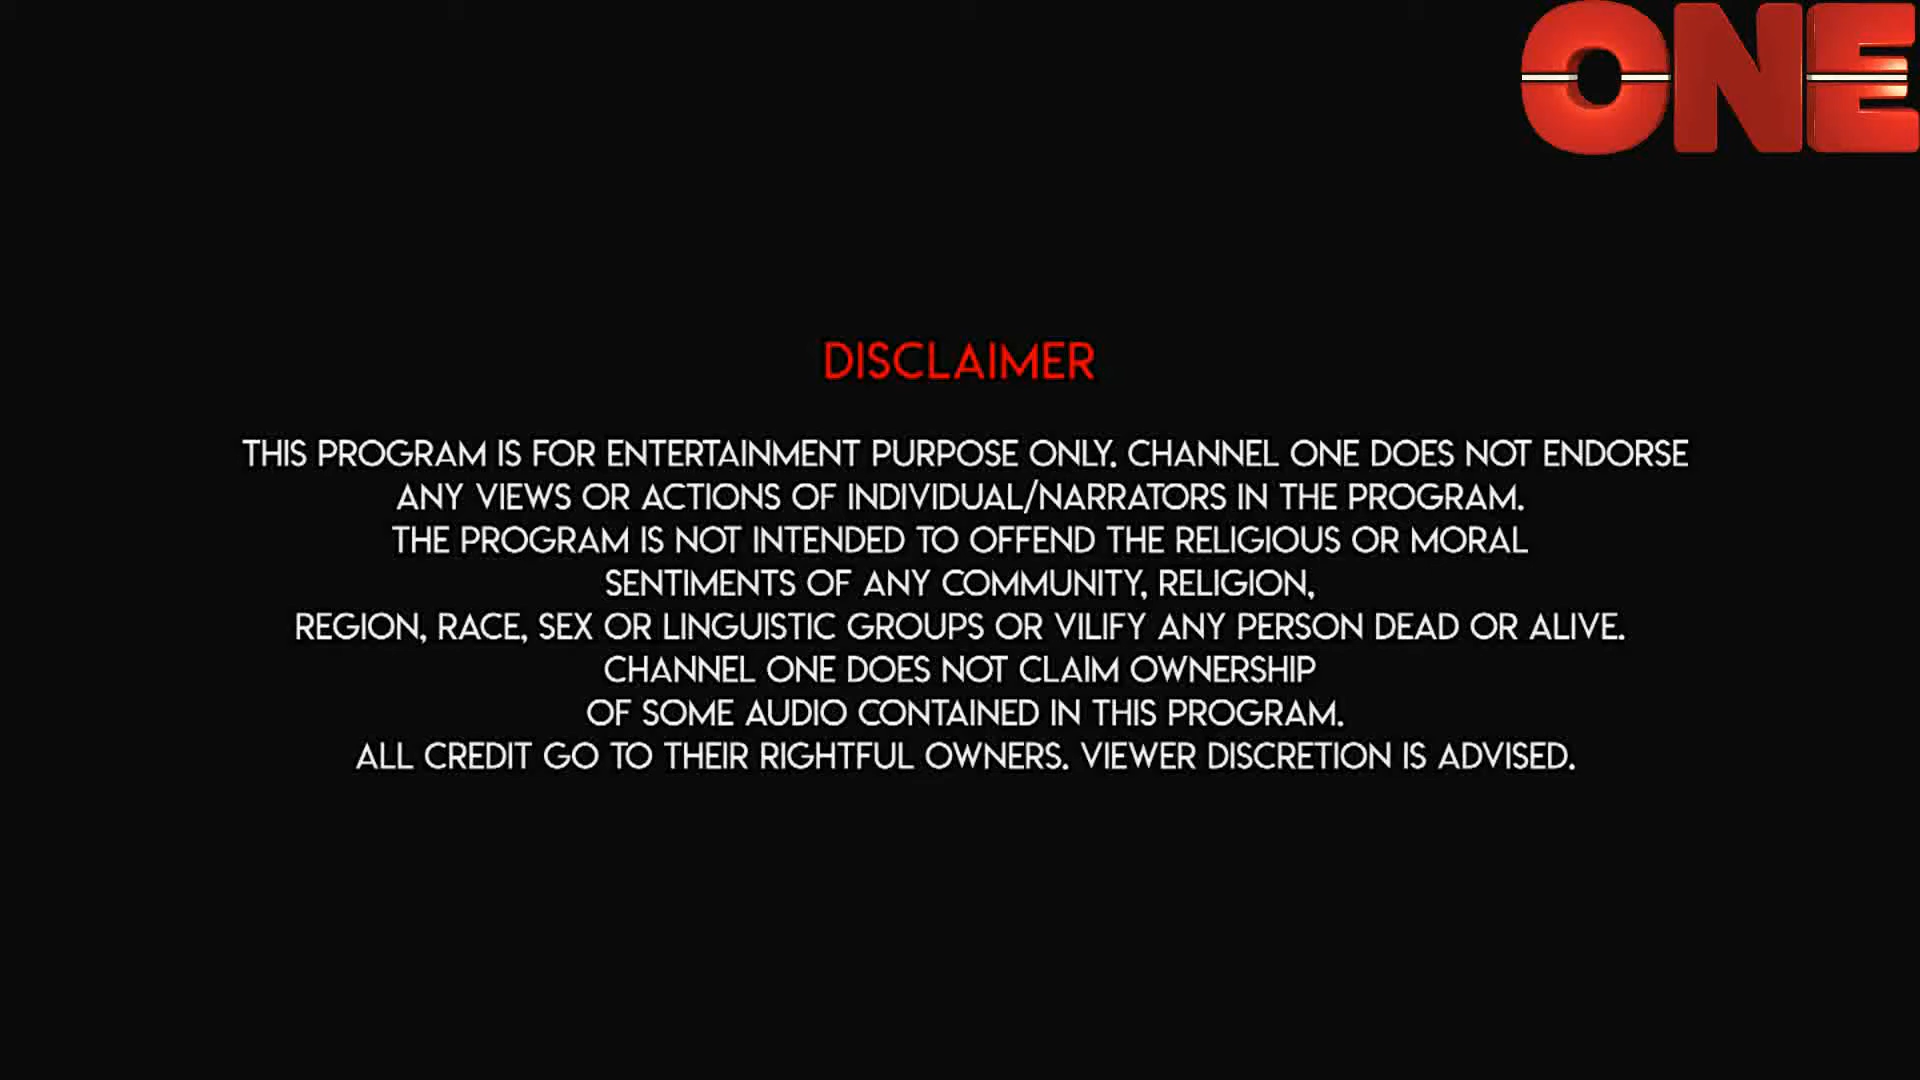 ONE
DISCLAIMER
THIS PROGRAM IS FOR ENTERTAINMENT PURPOSE ONLY. CHANNEL ONE DOES NOT ENDORSE
ANY VIEWS OR ACTIONS OF INDIVIDUAL/NARRATORS IN THE PROGRAM.
THE PROGRAM IS NOT INTENDED TO OFFEND THE RELIGIOUS OR MORAL
SENTIMENTS OF ANY COMMUNITY, RELIGION,
REGION, RACE, SEX OR LINGUISTIC GROUPS OR VILIFY ANY PERSON DEAD OR ALIVE.
CHANNEL ONE DOES NOT CLAIM OWNERSHIP
OF SOME AUDIO CONTAINED IN THIS PROGRAM.
ALL CREDIT GO TO THEIR RIGHTFUL OWNERS. VIEWER DISCRETION IS ADVISED.